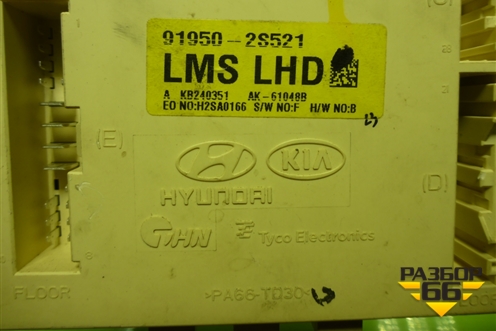 91950-2S521
LMS LHD
A KB240351 AK-61048B
EO NO:H2SA0166 S/W NO:F H/W NO:B
(E)
(D)
HYUNDAI
KIA
Tyco Electronics
FLOOR
>PA66-TD30<
РАЗБОР
66